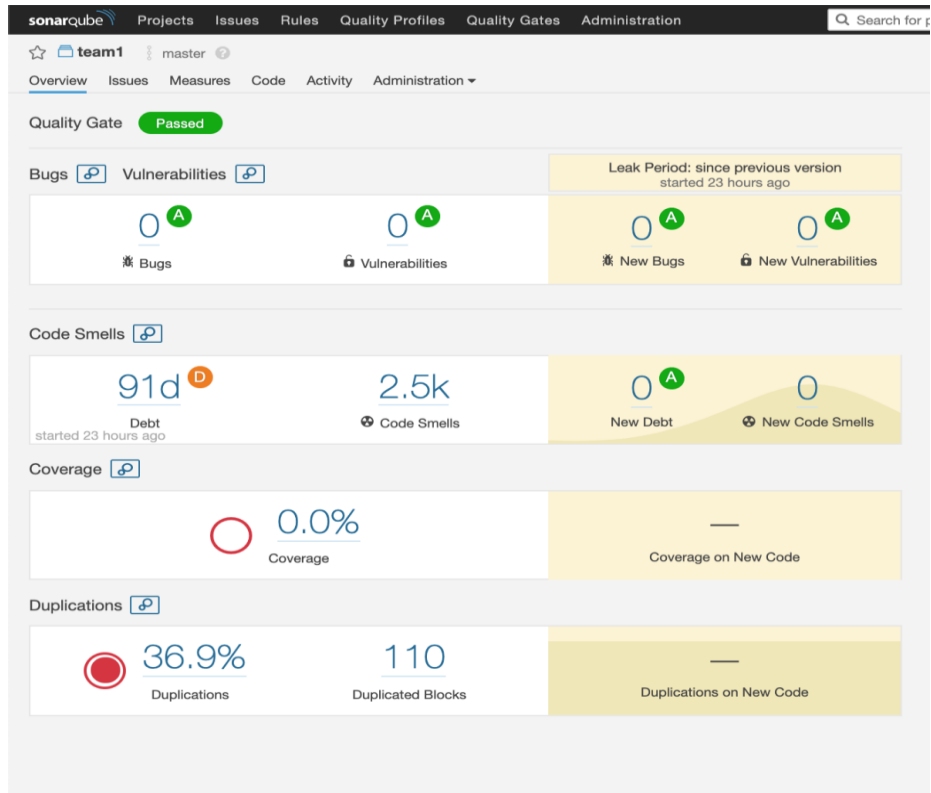 sonarqube Projects Issues Rules Quality Profiles Quality Gates Administration Search for p
team1 master ?
Overview Issues Measures Code Activity Administration
Quality Gate Passed
Leak Period: since previous version
started 23 hours ago
Bugs Vulnerabilities
0 A 0 A 0 A 0 A
Bugs Vulnerabilities New Bugs New Vulnerabilities
Code Smells
91d D 2.5k 0 A 0
Debt Code Smells New Debt New Code Smells
started 23 hours ago
Coverage
0.0% —
Coverage Coverage on New Code
Duplications
36.9% 110 —
Duplications Duplicated Blocks Duplications on New Code